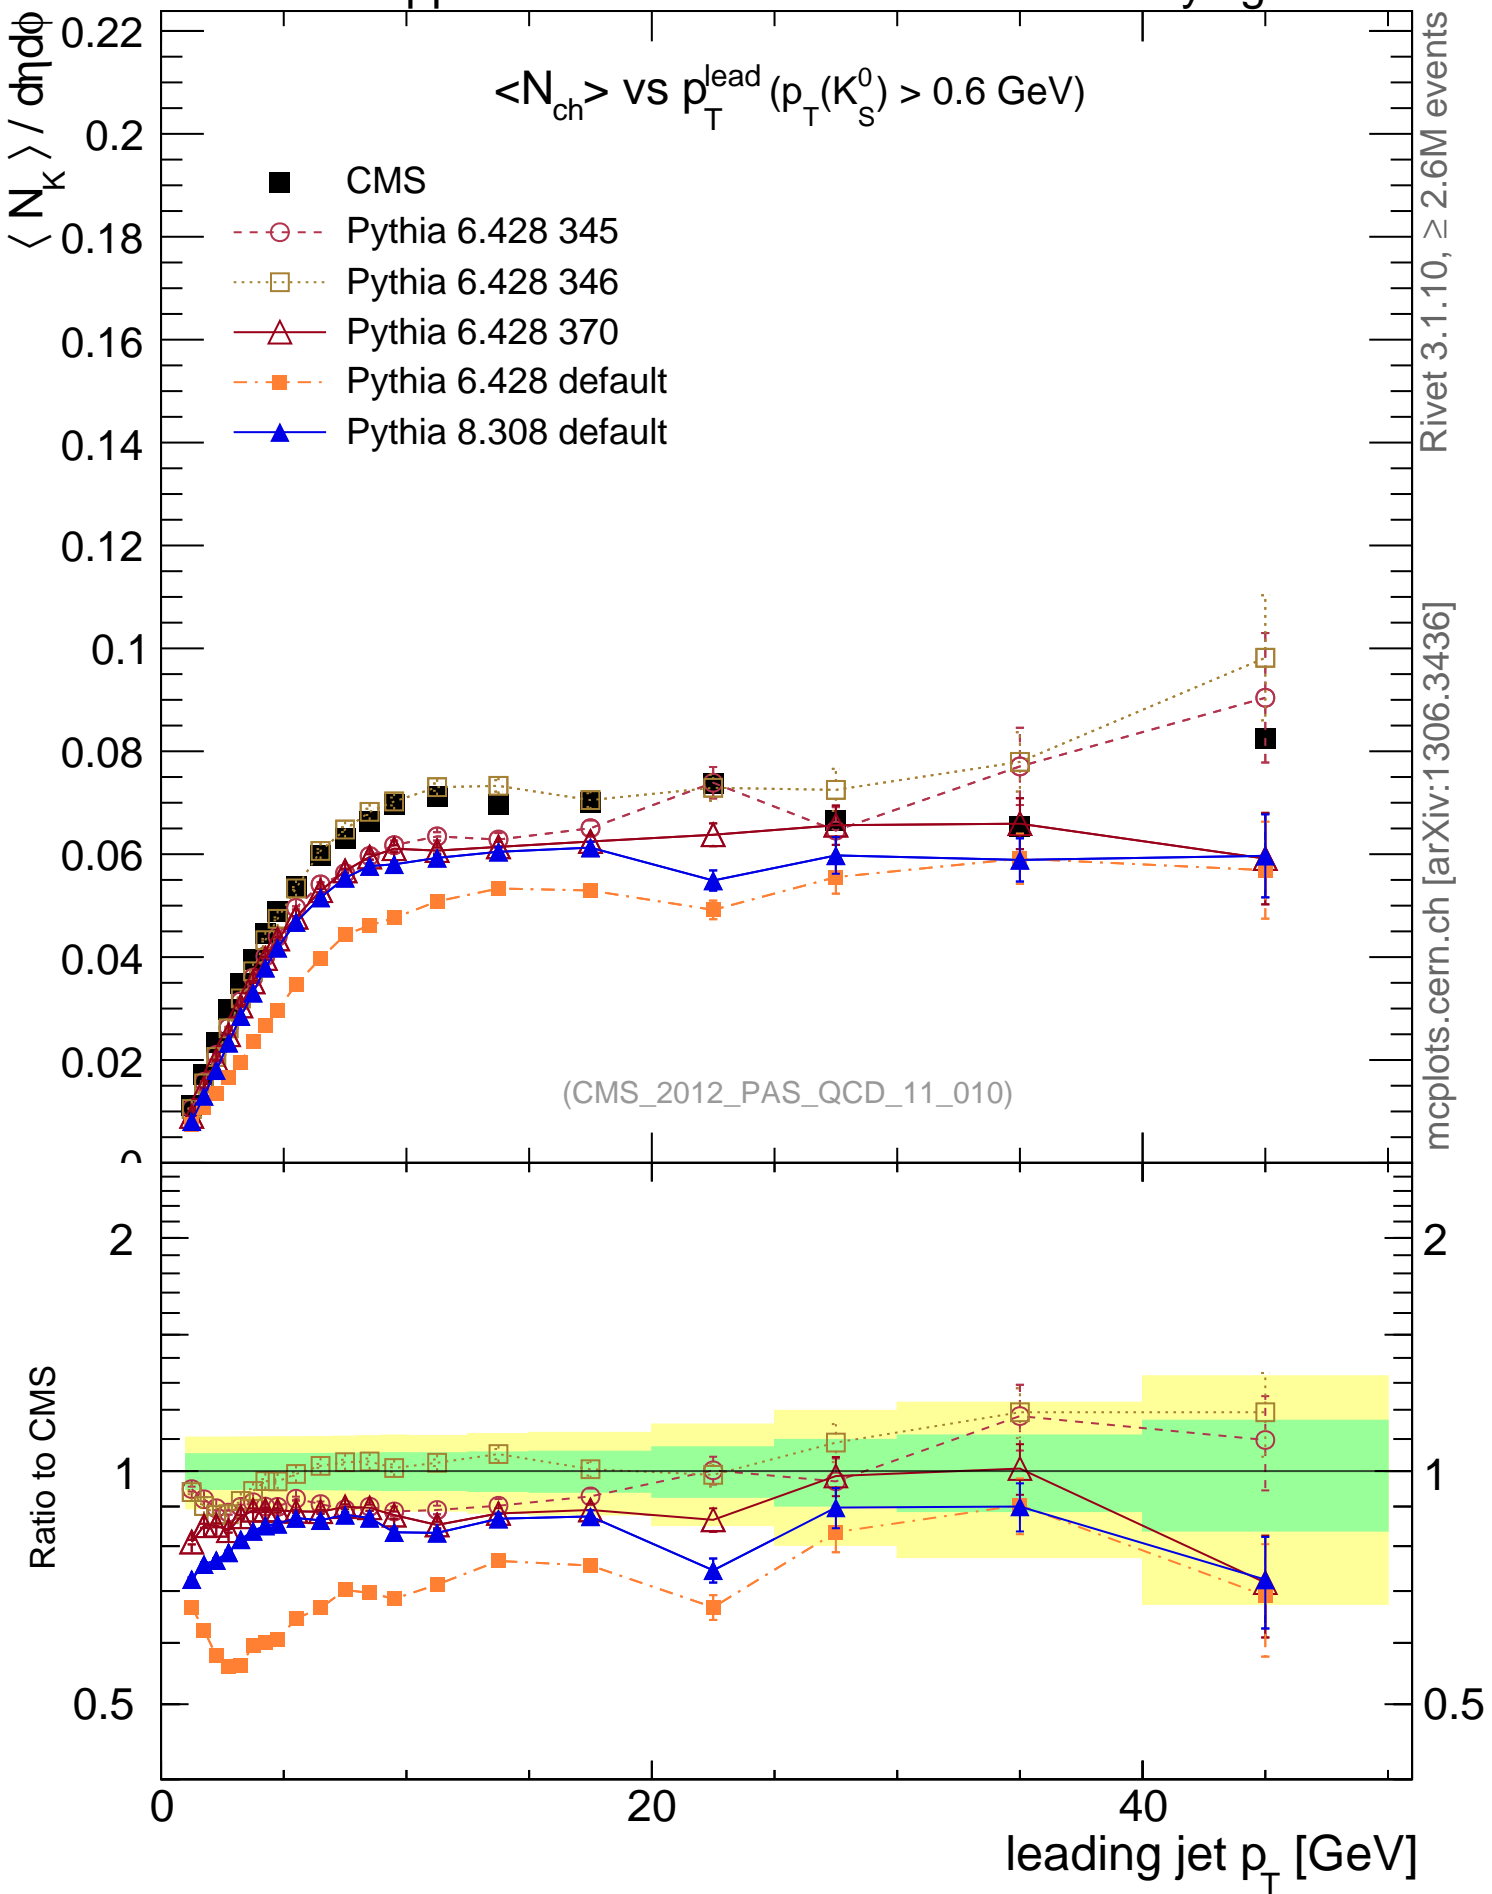 <N_ch> vs p_T^lead (p_T(K_S^0) > 0.6 GeV)
⟨ N_K ⟩ / dηdϕ
0.22
0.2
0.18
0.16
0.14
0.12
0.1
0.08
0.06
0.04
0.02
0
CMS
Pythia 6.428 345
Pythia 6.428 346
Pythia 6.428 370
Pythia 6.428 default
Pythia 8.308 default
(CMS_2012_PAS_QCD_11_010)
Rivet 3.1.10, ≥ 2.6M events
mcplots.cern.ch [arXiv:1306.3436]
Ratio to CMS
2
1
0.5
2
1
0.5
0
20
40
leading jet p_T [GeV]